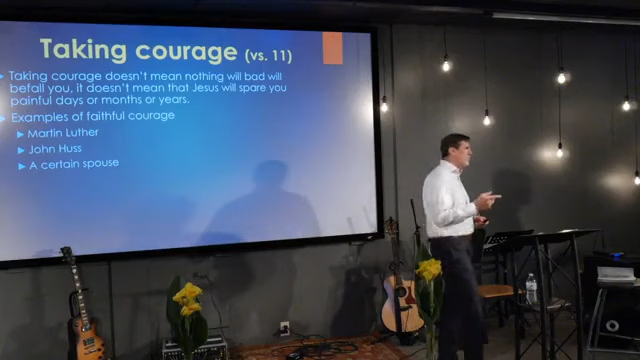 Taking courage (vs. 11)
Taking courage doesn't mean nothing will bad will
befall you, it doesn't mean that Jesus will spare you
painful days or months or years.
Examples of faithful courage
Martin Luther
John Huss
A certain spouse